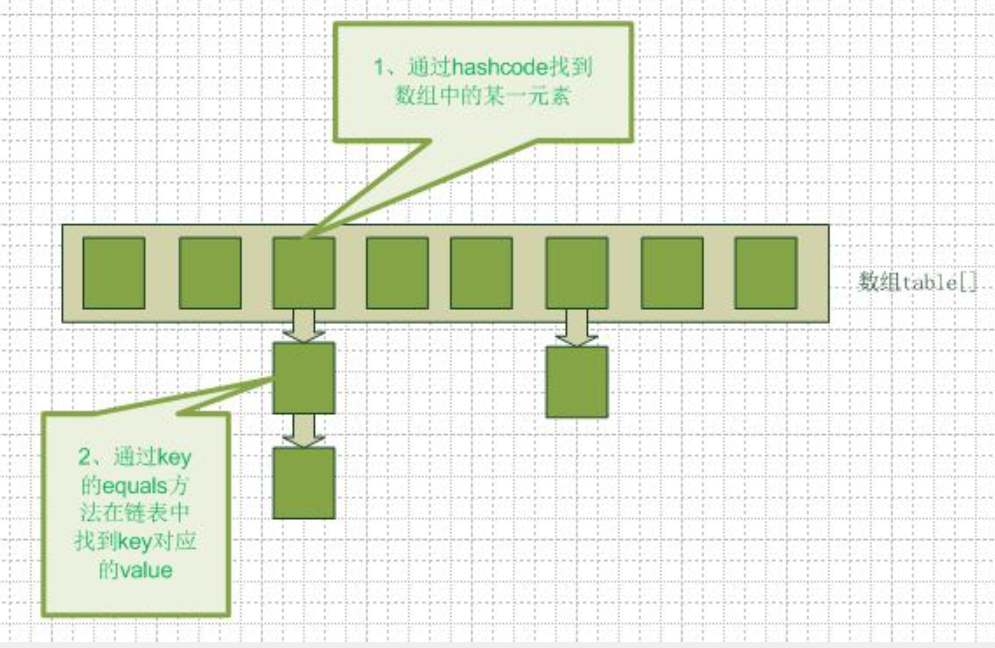 1、通过hashcode找到
数组中的某一元素
数组table[]
2、通过key
的equals方
法在链表中
找到key对应
的value